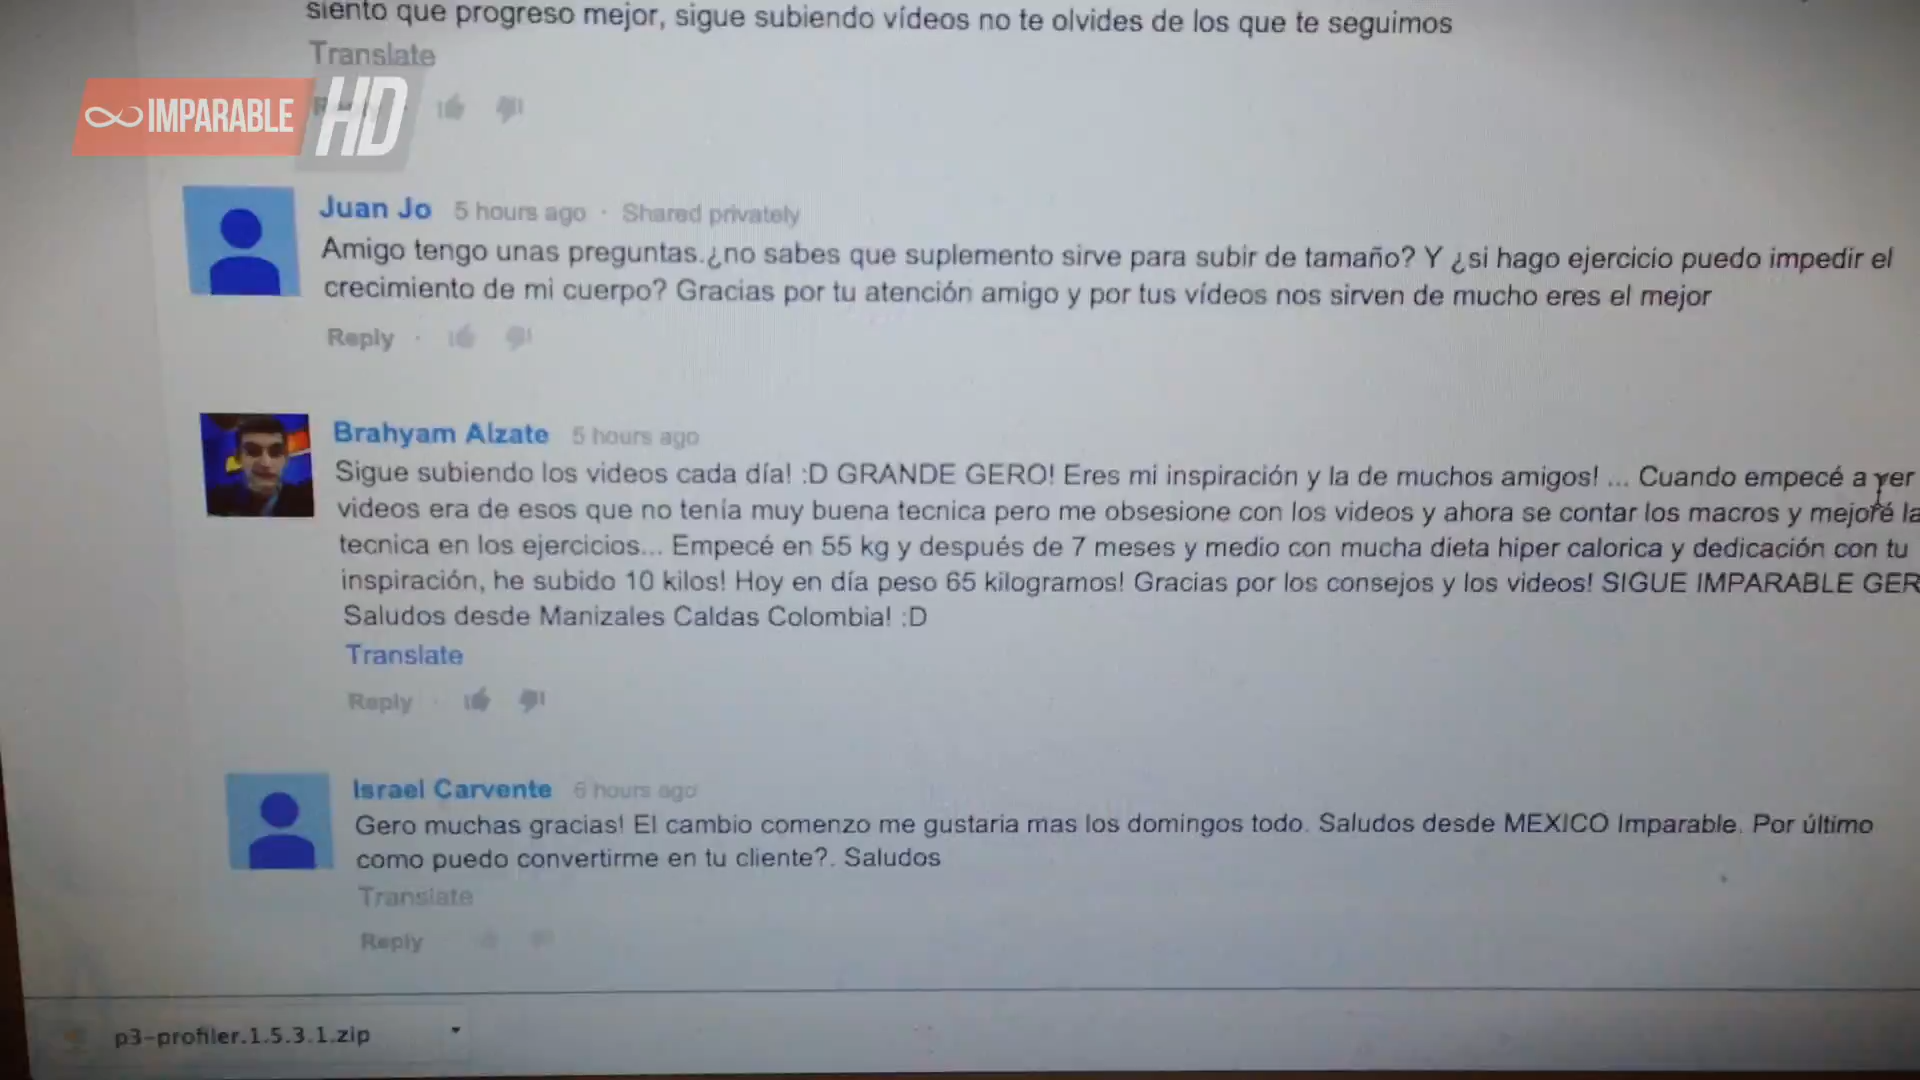 siento que progreso mejor, sigue subiendo vídeos no te olvides de los que te seguimos
Translate
IMPARABLE HD
Juan Jo 5 hours ago · Shared privately
Amigo tengo unas preguntas.¿no sabes que suplemento sirve para subir de tamaño? Y ¿si hago ejercicio puedo impedir el
crecimiento de mi cuerpo? Gracias por tu atención amigo y por tus vídeos nos sirven de mucho eres el mejor
Reply ·
Brahyam Alzate 5 hours ago
Sigue subiendo los videos cada día! :D GRANDE GERO! Eres mi inspiración y la de muchos amigos! ... Cuando empecé a ver
videos era de esos que no tenía muy buena tecnica pero me obsesione con los videos y ahora se contar los macros y mejoré la
tecnica en los ejercicios... Empecé en 55 kg y después de 7 meses y medio con mucha dieta hiper calorica y dedicación con tu
inspiración, he subido 10 kilos! Hoy en día peso 65 kilogramos! Gracias por los consejos y los videos! SIGUE IMPARABLE GER
Saludos desde Manizales Caldas Colombia! :D
Translate
Reply ·
Israel Carvente 6 hours ago
Gero muchas gracias! El cambio comenzo me gustaria mas los domingos todo. Saludos desde MEXICO Imparable. Por último
como puedo convertirme en tu cliente?. Saludos
Translate
Reply
p3-profiler.1.5.3.1.zip